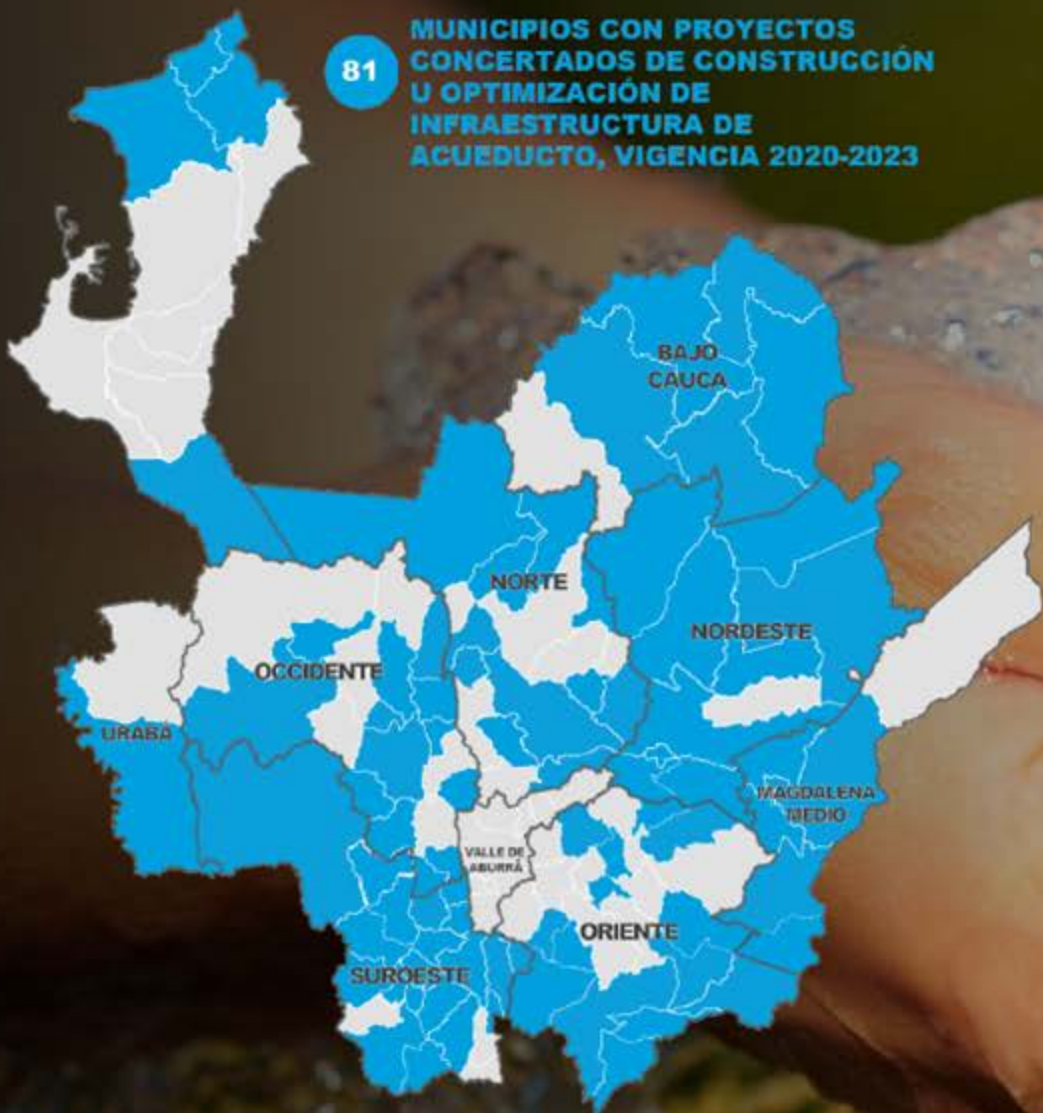 81
MUNICIPIOS CON PROYECTOS
CONCERTADOS DE CONSTRUCCIÓN
U OPTIMIZACIÓN DE
INFRAESTRUCTURA DE
ACUEDUCTO, VIGENCIA 2020-2023
BAJO
CAUCA
NORTE
NORDESTE
OCCIDENTE
URABÁ
MAGDALENA
MEDIO
VALLE DE
ABURRÁ
ORIENTE
SUROESTE